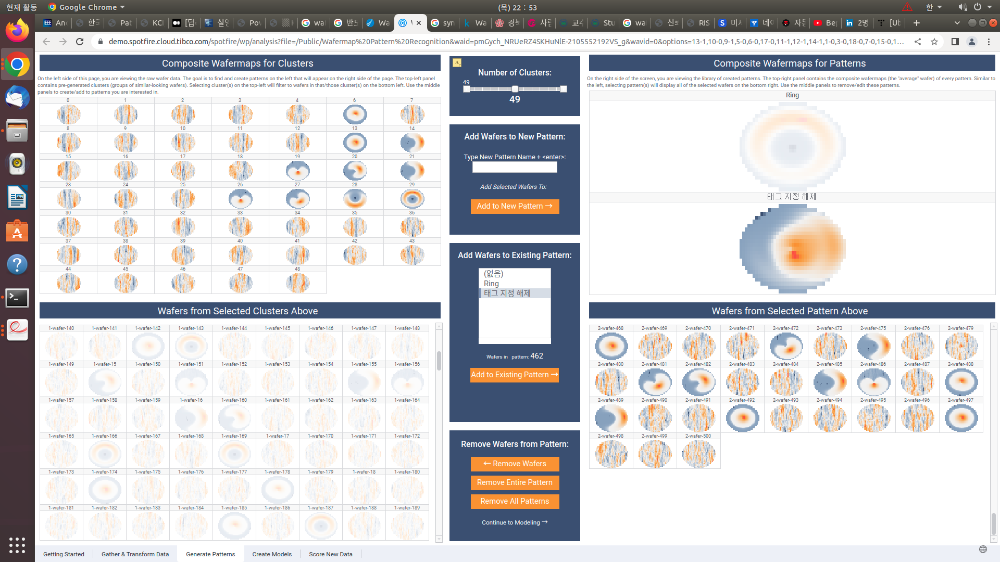 현재 활동
Google Chrome
(목) 22 : 53
한
IEEE An
한국
Pat
KCI
[딥
실열
Pov
wa
반도
Wa
syn
Wa
경북
사람
교수
Stu
wa
신호
RIS
미시
네이
자동
Bep
2명
[Ub
demo.spotfire.cloud.tibco.com/spotfire/wp/analysis?file=/Public/Wafermap%20Pattern%20Recognition&waid=pmGych_NRUeRZ4SKHuNlE-2105552192VS_g&wavid=0&options=13-1,10-0,9-1,5-0,6-0,17-0,11-1,12-1,14-1,1-0,3-0,18-0,7-0,15-0,1...
Composite Wafermaps for Clusters
On the left side of this page, you are viewing the raw wafer data. The goal is to find and create patterns on the left that will appear on the right side of the page. The top-left panel
contains pre-generated clusters (groups of similar-looking wafers). Selecting cluster(s) on the top-left will filter to wafers in that/those cluster(s) on the bottom left. Use the middle
panels to create/add to patterns you are interested in.
0 1 2 3 4 6 7
8 9 10 11 12 13 14
15 16 17 18 19 20 21
23 24 25 26 27 28 29
30 31 32 33 34 35 36
37 38 39 40 41 42 43
44 45 46 47 48
Wafers from Selected Clusters Above
1-wafer-140 1-wafer-141 1-wafer-142 1-wafer-143 1-wafer-144 1-wafer-145 1-wafer-146 1-wafer-147 1-wafer-148
1-wafer-149 1-wafer-15 1-wafer-150 1-wafer-151 1-wafer-152 1-wafer-153 1-wafer-154 1-wafer-155 1-wafer-156
1-wafer-157 1-wafer-158 1-wafer-159 1-wafer-16 1-wafer-160 1-wafer-161 1-wafer-162 1-wafer-163 1-wafer-164
1-wafer-165 1-wafer-166 1-wafer-167 1-wafer-168 1-wafer-169 1-wafer-17 1-wafer-170 1-wafer-171 1-wafer-172
1-wafer-173 1-wafer-174 1-wafer-175 1-wafer-176 1-wafer-177 1-wafer-178 1-wafer-179 1-wafer-18 1-wafer-180
1-wafer-181 1-wafer-182 1-wafer-183 1-wafer-184 1-wafer-185 1-wafer-186 1-wafer-187 1-wafer-188 1-wafer-189
A
Number of Clusters:
49
49
Add Wafers to New Pattern:
Type New Pattern Name + <enter>:
Add Selected Wafers To:
Add to New Pattern →
Add Wafers to Existing Pattern:
(없음)
Ring
태그 지정 해제
Wafers in pattern: 462
Add to Existing Pattern →
Remove Wafers from Pattern:
← Remove Wafers
Remove Entire Pattern
Remove All Patterns
Continue to Modeling →
Composite Wafermaps for Patterns
On the right side of the screen, you are viewing the library of created patterns. The top-right panel contains the composite wafermaps (the "average" wafer) of every pattern. Similar to
the left, selecting pattern(s) will display all of the selected wafers on the bottom right. Use the middle panels to remove/edit these patterns.
Ring
태그 지정 해제
Wafers from Selected Pattern Above
2-wafer-468 2-wafer-469 2-wafer-470 2-wafer-471 2-wafer-472 2-wafer-473 2-wafer-475 2-wafer-476 2-wafer-479
2-wafer-480 2-wafer-481 2-wafer-482 2-wafer-483 2-wafer-484 2-wafer-485 2-wafer-486 2-wafer-487 2-wafer-488
2-wafer-489 2-wafer-490 2-wafer-491 2-wafer-492 2-wafer-493 2-wafer-494 2-wafer-495 2-wafer-496 2-wafer-497
2-wafer-498 2-wafer-499 2-wafer-500
Getting Started
Gather & Transform Data
Generate Patterns
Create Models
Score New Data